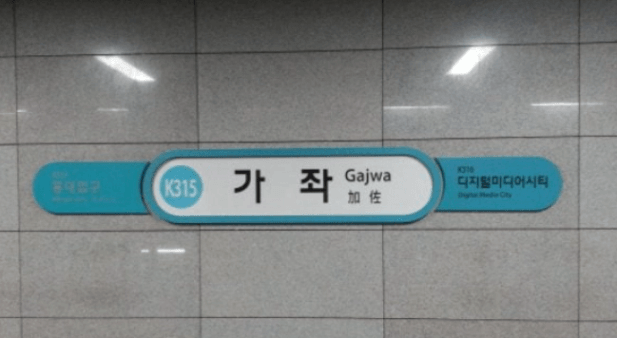 홍대입구
K315
가 좌
Gajwa
加 佐
K316
디지털미디어시티
Digital Media City